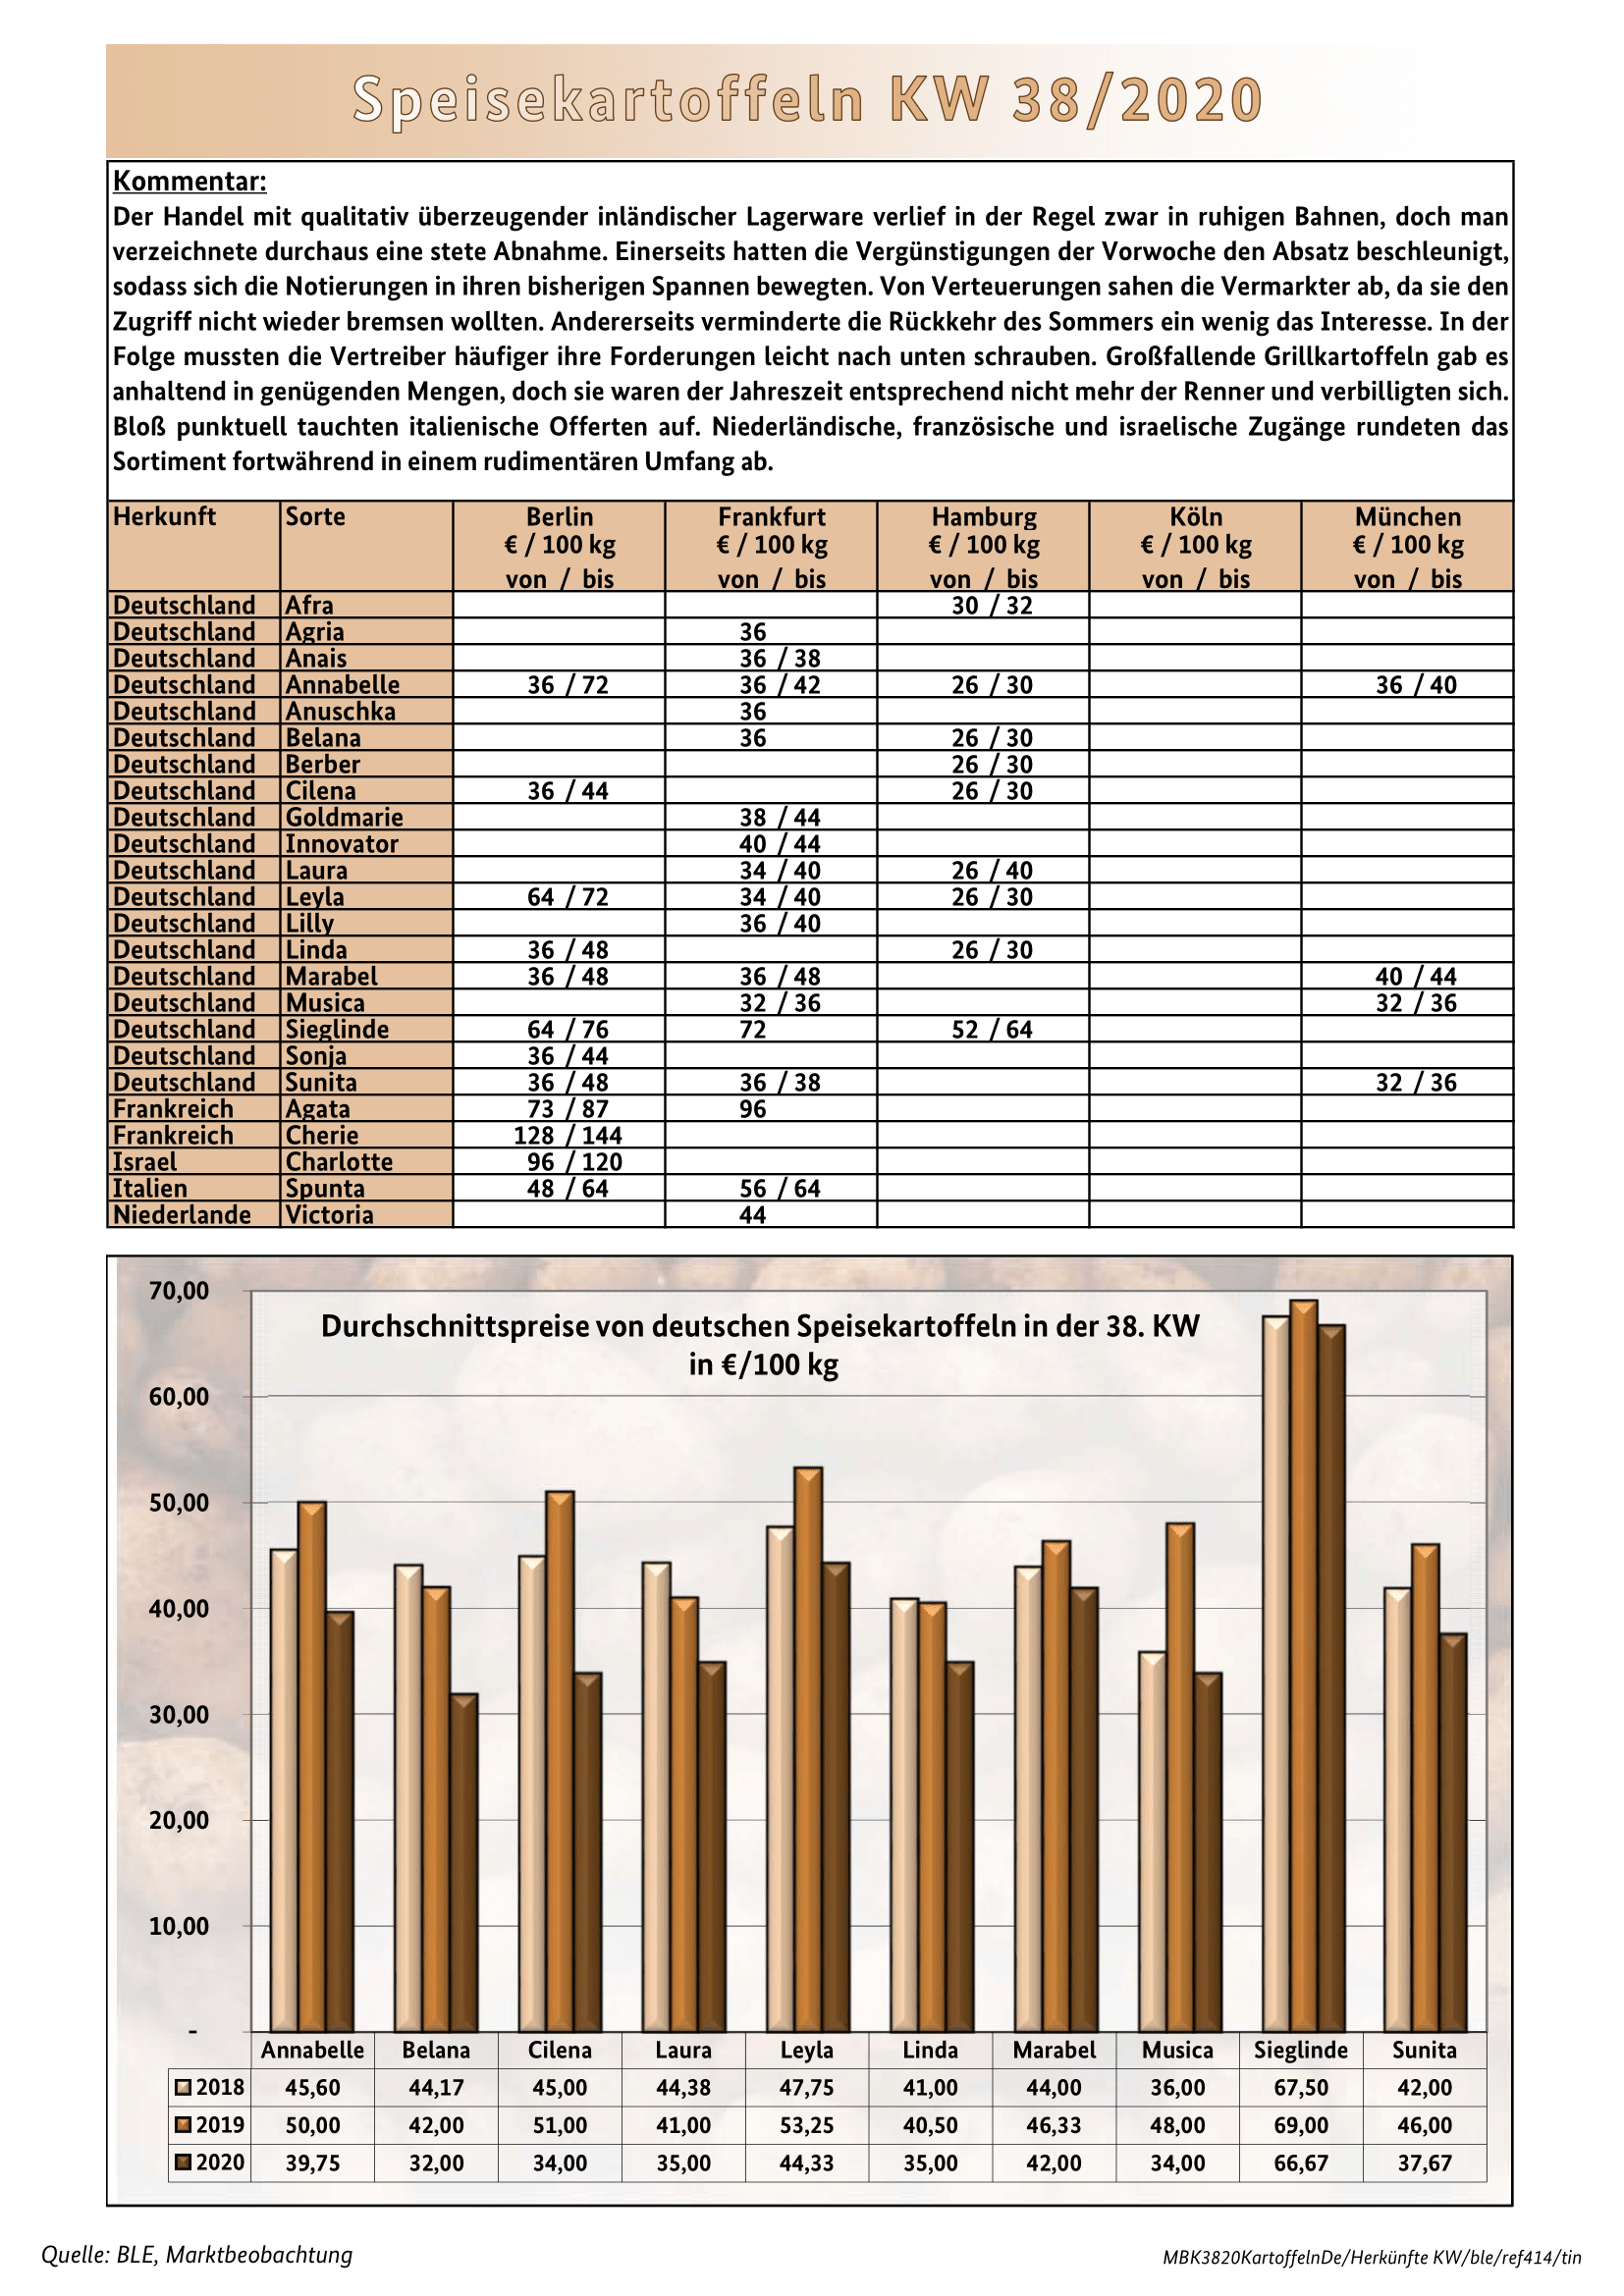 Speisekartoffeln KW 38/2020
Kommentar:
Der Handel mit qualitativ überzeugender inländischer Lagerware verlief in der Regel zwar in ruhigen Bahnen, doch man
verzeichnete durchaus eine stete Abnahme. Einerseits hatten die Vergünstigungen der Vorwoche den Absatz beschleunigt,
sodass sich die Notierungen in ihren bisherigen Spannen bewegten. Von Verteuerungen sahen die Vermarkter ab, da sie den
Zugriff nicht wieder bremsen wollten. Andererseits verminderte die Rückkehr des Sommers ein wenig das Interesse. In der
Folge mussten die Vertreiber häufiger ihre Forderungen leicht nach unten schrauben. Großfallende Grillkartoffeln gab es
anhaltend in genügenden Mengen, doch sie waren der Jahreszeit entsprechend nicht mehr der Renner und verbilligten sich.
Bloß punktuell tauchten italienische Offerten auf. Niederländische, französische und israelische Zugänge rundeten das
Sortiment fortwährend in einem rudimentären Umfang ab.
Herkunft Sorte Berlin Frankfurt Hamburg Köln München
€ / 100 kg € / 100 kg € / 100 kg € / 100 kg € / 100 kg
von / bis von / bis von / bis von / bis von / bis
Deutschland Afra 30 / 32
Deutschland Agria 36
Deutschland Anais 36 / 38
Deutschland Annabelle 36 / 72 36 / 42 26 / 30 36 / 40
Deutschland Anuschka 36
Deutschland Belana 36 26 / 30
Deutschland Berber 26 / 30
Deutschland Cilena 36 / 44 26 / 30
Deutschland Goldmarie 38 / 44
Deutschland Innovator 40 / 44
Deutschland Laura 34 / 40 26 / 40
Deutschland Leyla 64 / 72 34 / 40 26 / 30
Deutschland Lilly 36 / 40
Deutschland Linda 36 / 48 26 / 30
Deutschland Marabel 36 / 48 36 / 48 40 / 44
Deutschland Musica 32 / 36 32 / 36
Deutschland Sieglinde 64 / 76 72 52 / 64
Deutschland Sonja 36 / 44
Deutschland Sunita 36 / 48 36 / 38 32 / 36
Frankreich Agata 73 / 87 96
Frankreich Cherie 128 / 144
Israel Charlotte 96 / 120
Italien Spunta 48 / 64 56 / 64
Niederlande Victoria 44
Durchschnittspreise von deutschen Speisekartoffeln in der 38. KW
in €/100 kg
70,00
60,00
50,00
40,00
30,00
20,00
10,00
-
Annabelle Belana Cilena Laura Leyla Linda Marabel Musica Sieglinde Sunita
2018 45,60 44,17 45,00 44,38 47,75 41,00 44,00 36,00 67,50 42,00
2019 50,00 42,00 51,00 41,00 53,25 40,50 46,33 48,00 69,00 46,00
2020 39,75 32,00 34,00 35,00 44,33 35,00 42,00 34,00 66,67 37,67
Quelle: BLE, Marktbeobachtung
MBK3820KartoffelnDe/Herkünfte KW/ble/ref414/tin